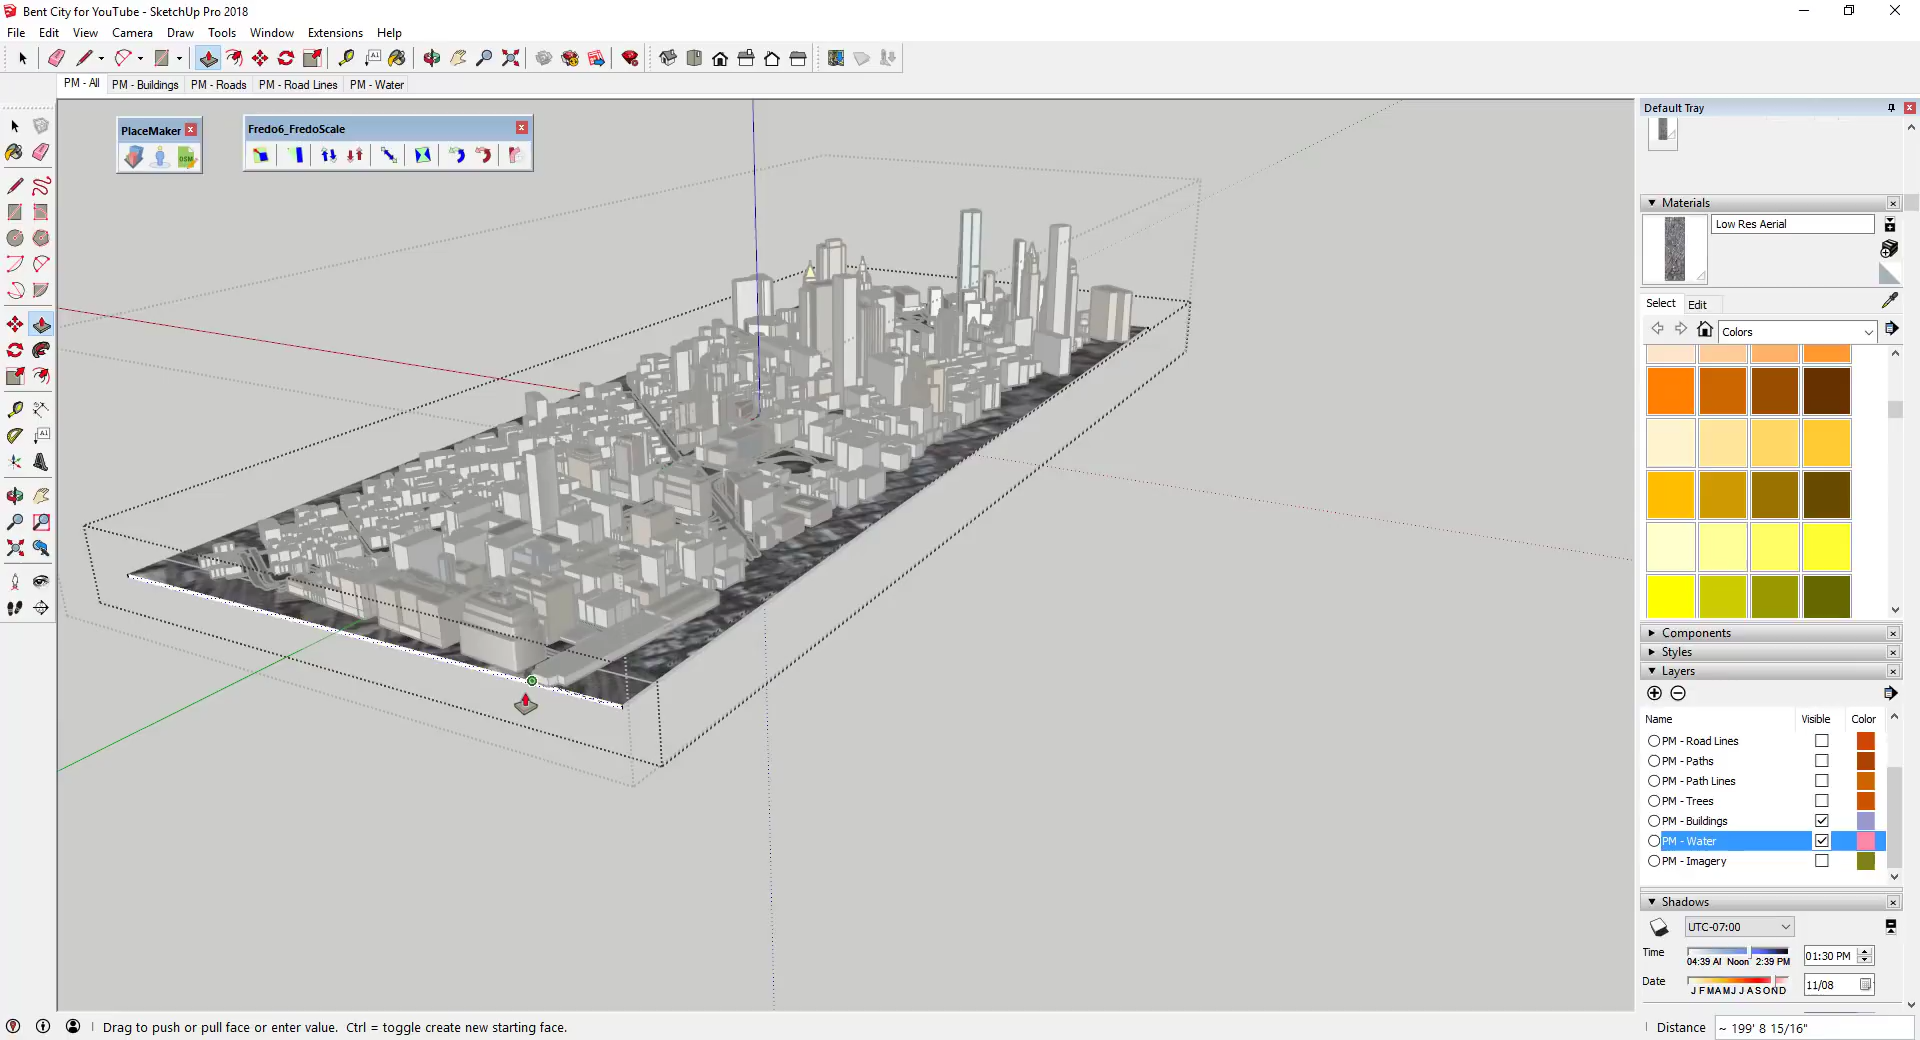 Bent City for YouTube - SketchUp Pro 2018
File Edit View Camera Draw Tools Window Extensions Help
PM - All PM - Buildings PM - Roads PM - Road Lines PM - Water
PlaceMaker
OSM
Fredo6_FredoScale
Default Tray
Materials
Low Res Aerial
Select Edit
Colors
Components
Styles
Layers
Name Visible Color
PM - Road Lines
PM - Paths
PM - Path Lines
PM - Trees
PM - Buildings
PM - Water
PM - Imagery
Shadows
UTC-07:00
Time 04:39 AI Noon 2:39 PM 01:30 PM
Date J F M A M J J A S O N D 11/08
Drag to push or pull face or enter value. Ctrl = toggle create new starting face.
Distance ~ 199' 8 15/16"